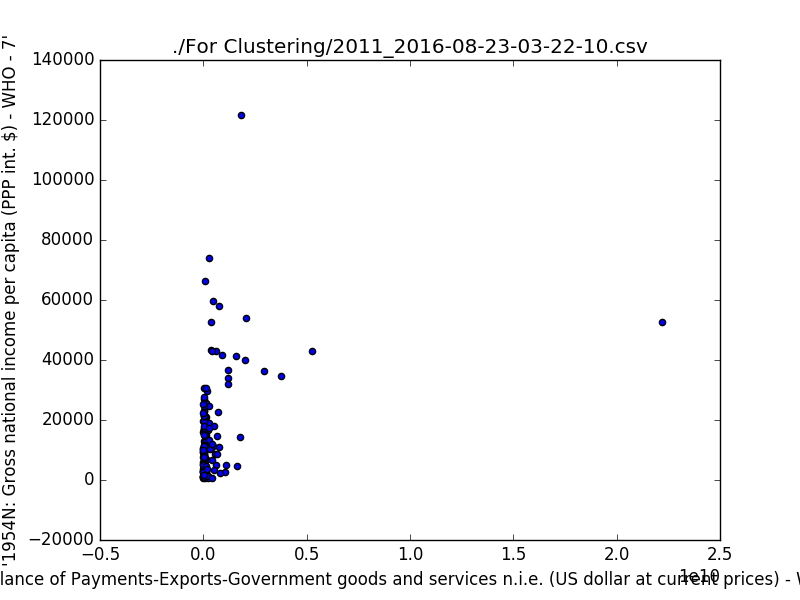 ./For Clustering/2011_2016-08-23-03-22-10.csv
'1954N: Gross national income per capita (PPP int. $) - WHO - 7'
140000
120000
100000
80000
60000
40000
20000
0
−20000
−0.5 0.0 0.5 1.0 1.5 2.0 2.5
1e10
lance of Payments-Exports-Government goods and services n.i.e. (US dollar at current prices) -